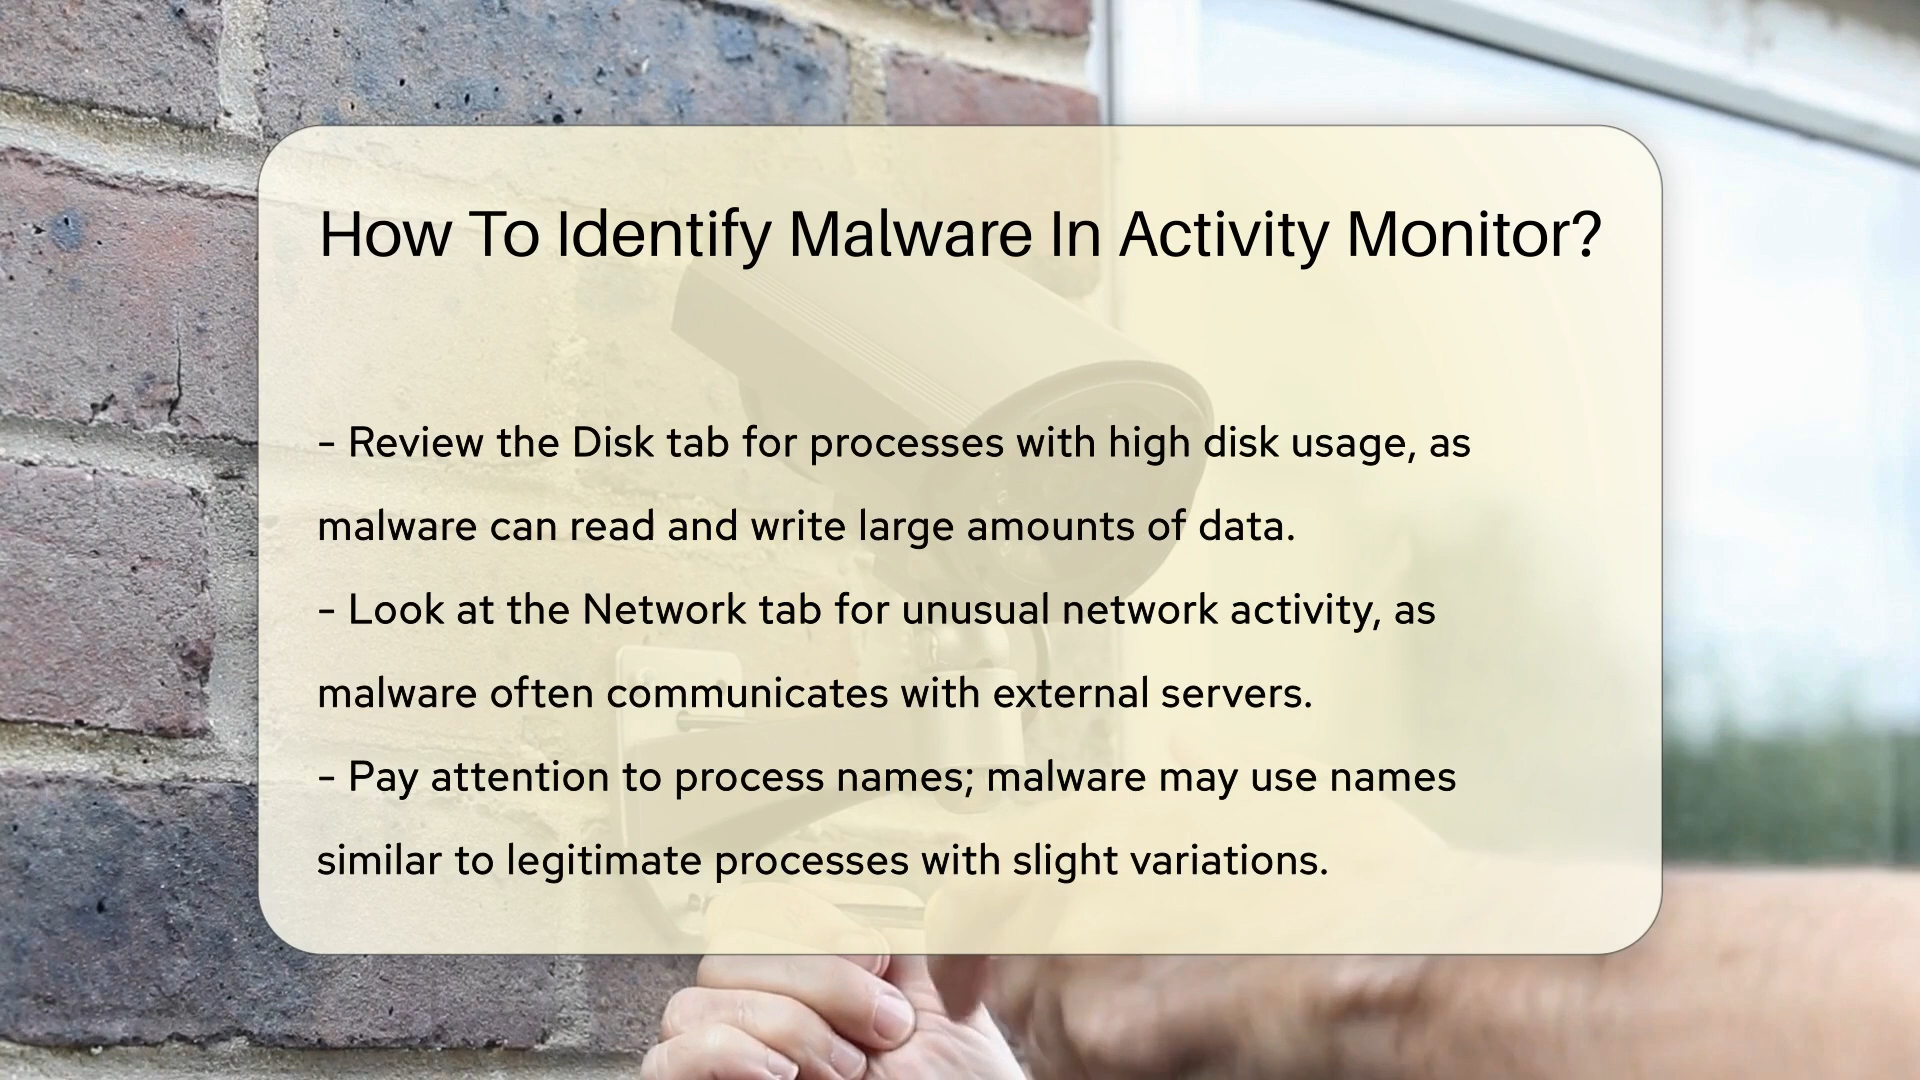 How To Identify Malware In Activity Monitor?
– Review the Disk tab for processes with high disk usage, as
malware can read and write large amounts of data.
– Look at the Network tab for unusual network activity, as
malware often communicates with external servers.
– Pay attention to process names; malware may use names
similar to legitimate processes with slight variations.